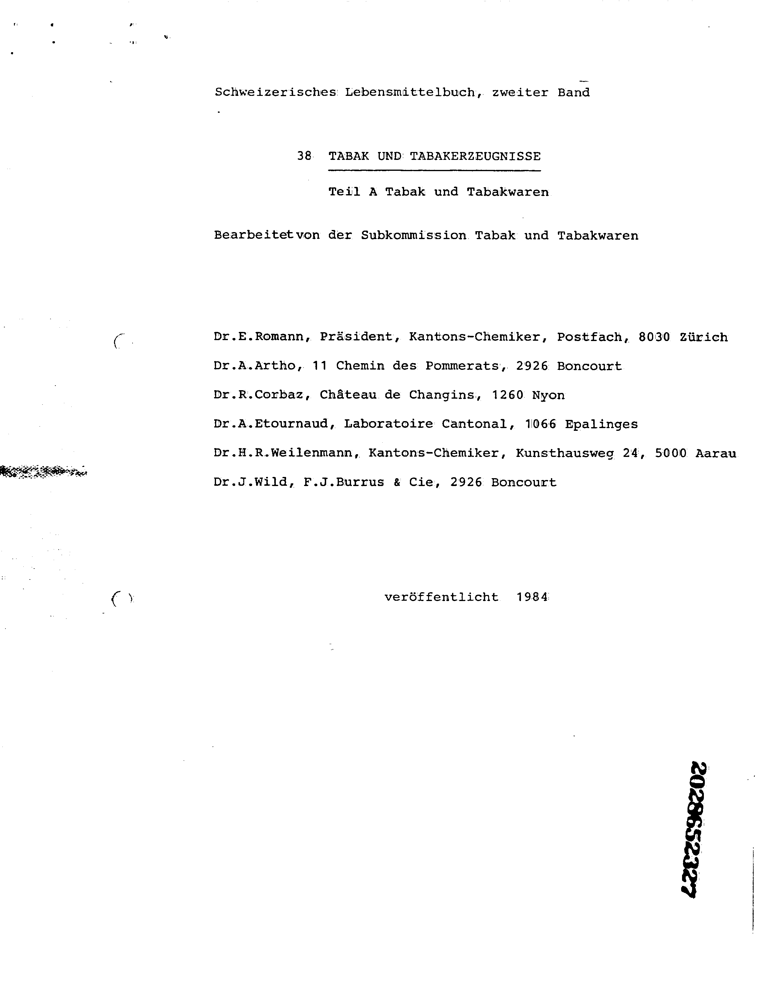 Schweizerisches Lebensmittelbuch, zweiter Band
38 TABAK UND TABAKERZEUGNISSE
Teil A Tabak und Tabakwaren
Bearbeitet von der Subkommission Tabak und Tabakwaren
Dr.E.Romann, Präsident, Kantons-Chemiker, Postfach, 8030 Zürich
Dr.A.Artho, 11 Chemin des Pommerats, 2926 Boncourt
Dr.R.Corbaz, Château de Changins, 1260 Nyon
Dr.A.Etournaud, Laboratoire Cantonal, 1066 Epalinges
Dr.H.R.Weilenmann, Kantons-Chemiker, Kunsthausweg 24, 5000 Aarau
Dr.J.Wild, F.J.Burrus & Cie, 2926 Boncourt
veröffentlicht 1984
2028652327